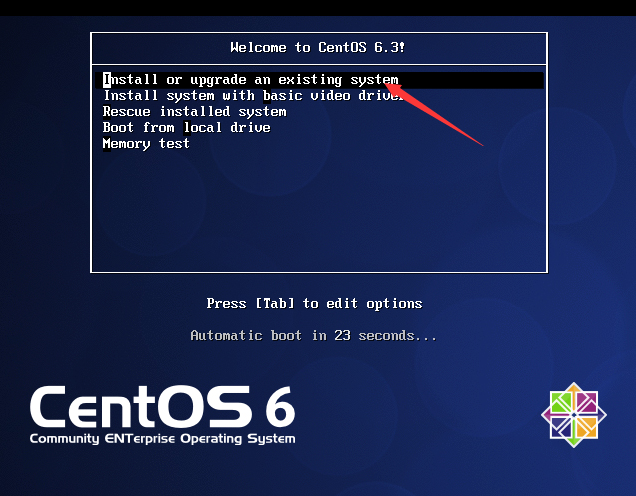 Welcome to CentOS 6.3!
Install or upgrade an existing system
Install system with basic video driver
Rescue installed system
Boot from local drive
Memory test
Press [Tab] to edit options
Automatic boot in 23 seconds...
CentOS 6
Community ENTerprise Operating System